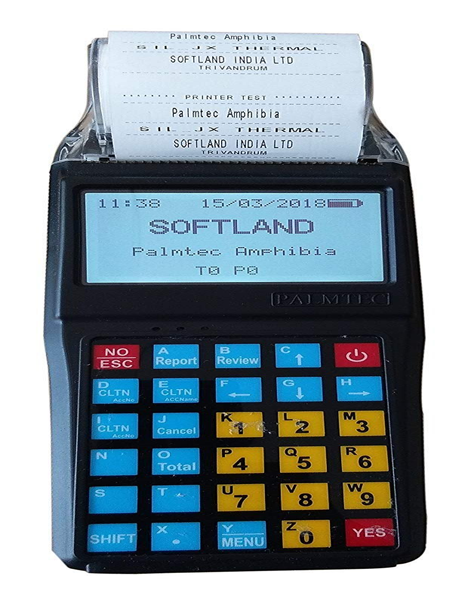 Palmtec Amphibia
SIL JX THERMAL
SOFTLAND INDIA LTD
TRIVANDRUM
PRINTER TEST
Palmtec Amphibia
SIL JX THERMAL
SOFTLAND INDIA LTD
TRIVANDRUM
11:38 15/03/2018
SOFTLAND
Palmtec Amphibia
T0 P0
PALMTEC
NO A B C
ESC Report Review ↑
D E F G H
CLTN CLTN ← ↓ →
AccNo ACCName
I J K L M
CLTN Cancel 1 2 3
AccNo
N O P Q R
Total 4 5 6
S T U V W
7 8 9
SHIFT X Y Z YES
. MENU 0